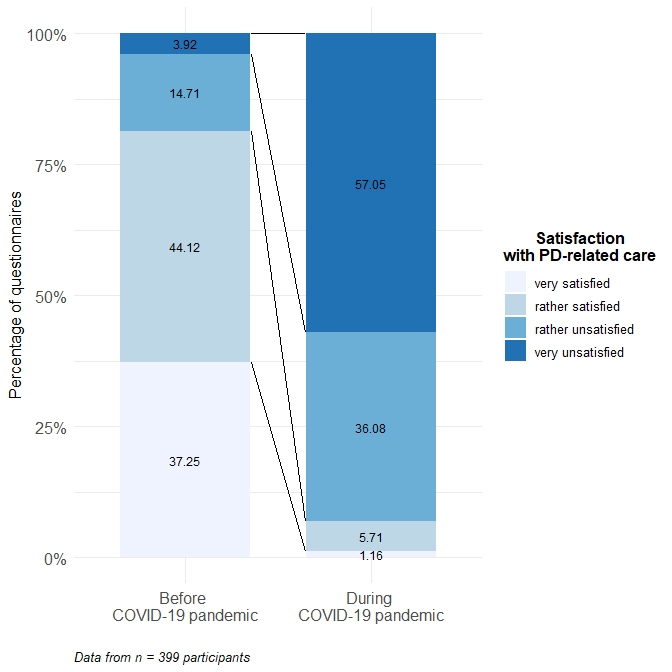 Percentage of questionnaires
100%
75%
50%
25%
0%
3.92
14.71
44.12
37.25
57.05
36.08
5.71
1.16
Before
COVID-19 pandemic
During
COVID-19 pandemic
Satisfaction
with PD-related care
very satisfied
rather satisfied
rather unsatisfied
very unsatisfied
Data from n = 399 participants